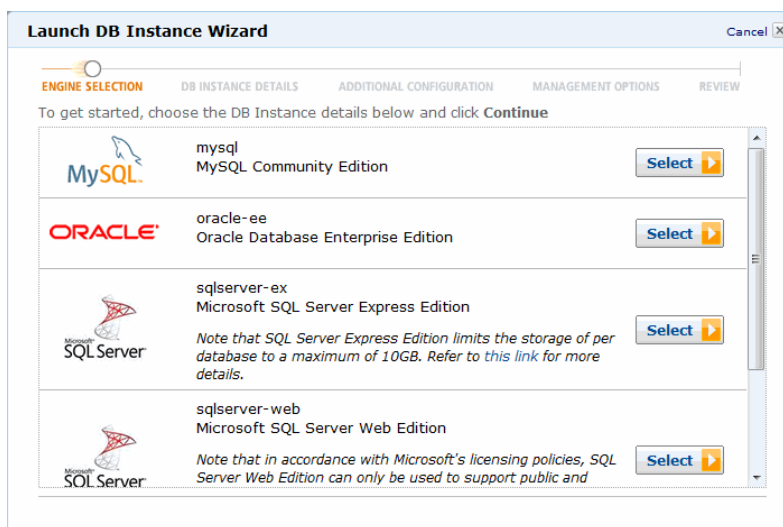 Launch DB Instance Wizard
Cancel
ENGINE SELECTION
DB INSTANCE DETAILS
ADDITIONAL CONFIGURATION
MANAGEMENT OPTIONS
REVIEW
To get started, choose the DB Instance details below and click Continue
MySQL
mysql
MySQL Community Edition
Select
ORACLE
oracle-ee
Oracle Database Enterprise Edition
Select
Microsoft
SQL Server
sqlserver-ex
Microsoft SQL Server Express Edition
Note that SQL Server Express Edition limits the storage of per
database to a maximum of 10GB. Refer to this link for more
details.
Select
Microsoft
SQL Server
sqlserver-web
Microsoft SQL Server Web Edition
Note that in accordance with Microsoft's licensing policies, SQL
Server Web Edition can only be used to support public and
Select